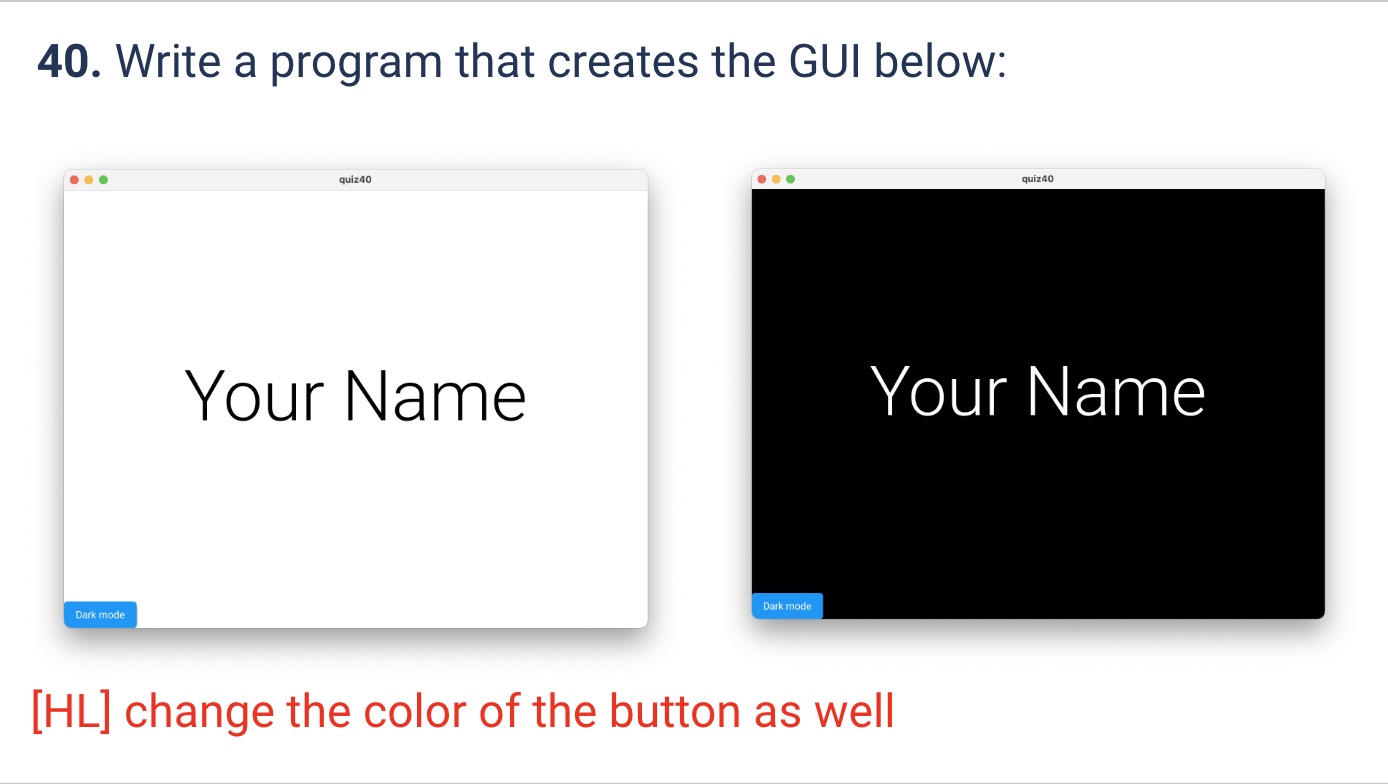 40. Write a program that creates the GUI below:
quiz40
quiz40
Your Name
Your Name
Dark mode
Dark mode
[HL] change the color of the button as well